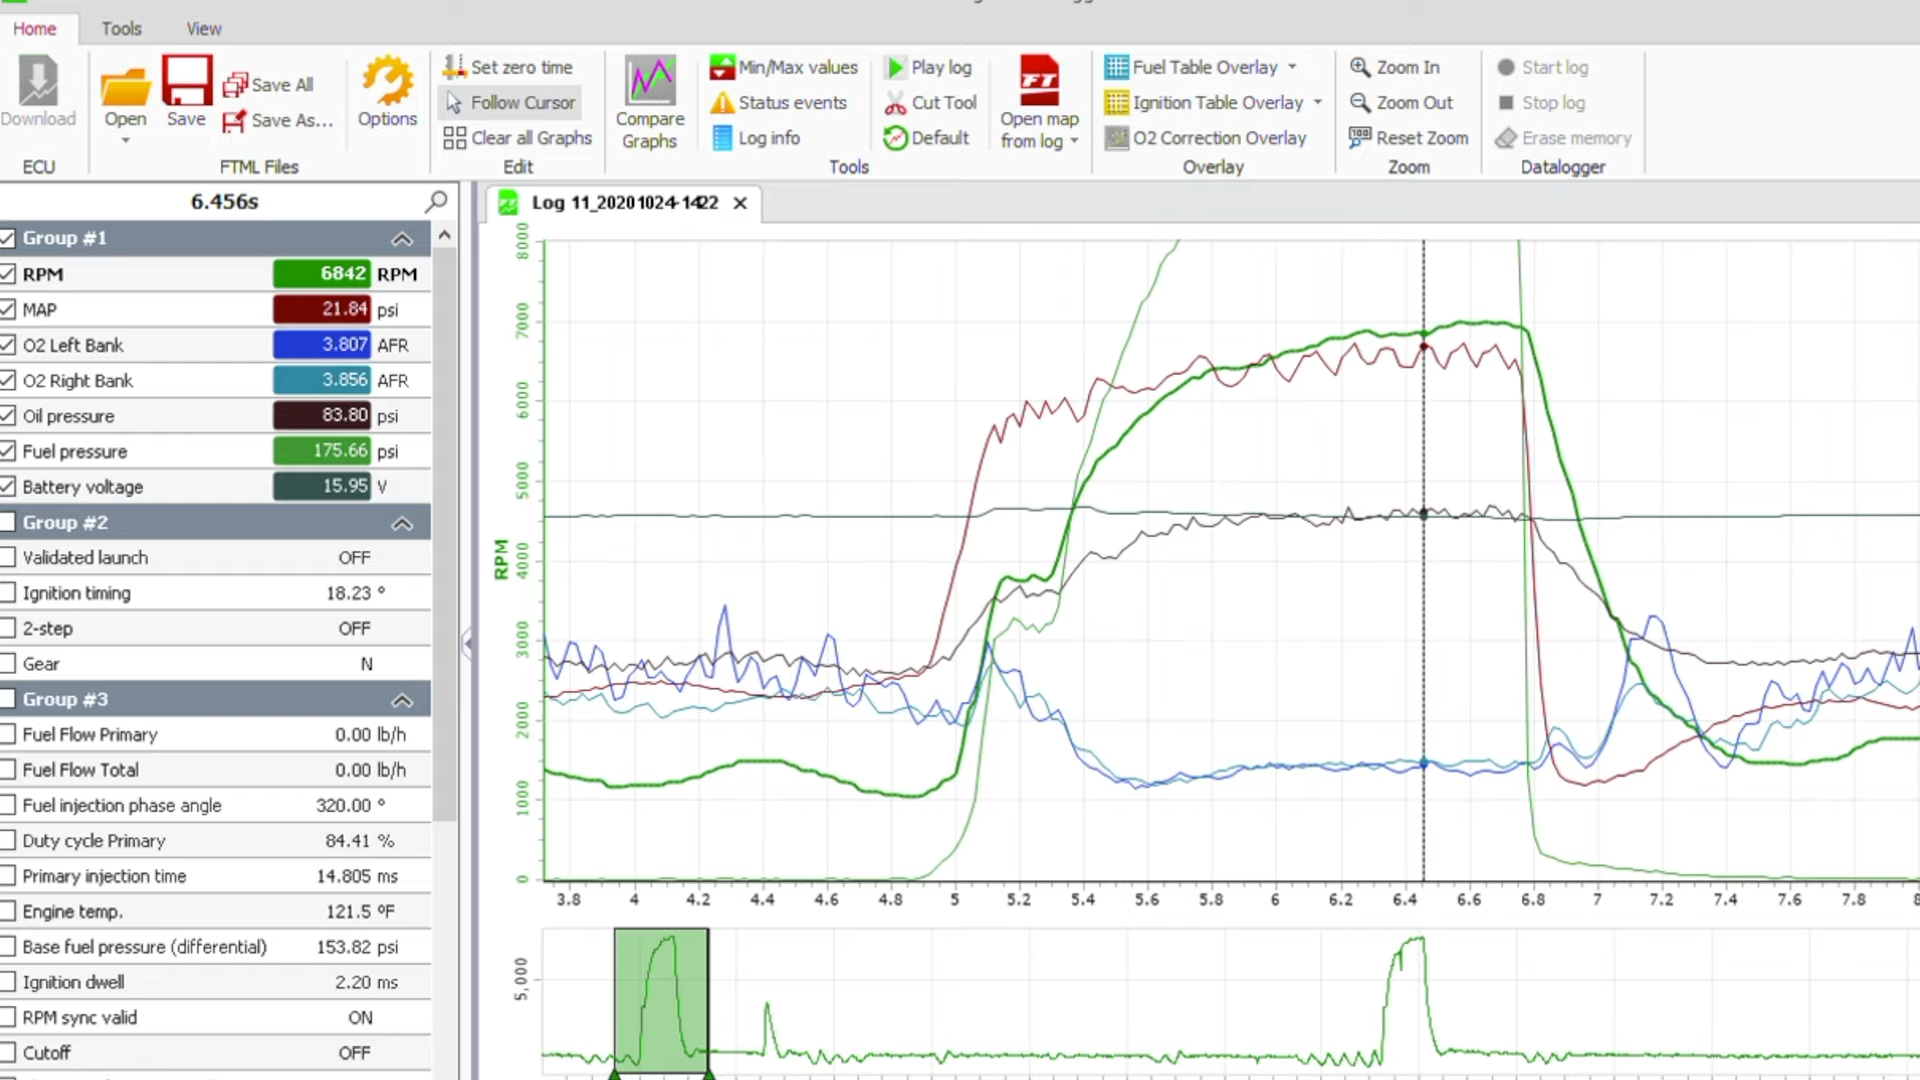 Home Tools View
Download
Open
Save
Save All
Save As...
Options
Set zero time
Follow Cursor
Clear all Graphs
Compare Graphs
Min/Max values
Status events
Log info
Play log
Cut Tool
Default
Open map from log
Fuel Table Overlay
Ignition Table Overlay
O2 Correction Overlay
Zoom In
Zoom Out
Reset Zoom
Start log
Stop log
Erase memory
ECU FTML Files Edit Tools Overlay Zoom Datalogger
6.456s
Log 11_20201024-1422
Group #1
RPM 6842 RPM
MAP 21.84 psi
O2 Left Bank 3.807 AFR
O2 Right Bank 3.856 AFR
Oil pressure 83.80 psi
Fuel pressure 175.66 psi
Battery voltage 15.95 V
Group #2
Validated launch OFF
Ignition timing 18.23 °
2-step OFF
Gear N
Group #3
Fuel Flow Primary 0.00 lb/h
Fuel Flow Total 0.00 lb/h
Fuel injection phase angle 320.00 °
Duty cycle Primary 84.41 %
Primary injection time 14.805 ms
Engine temp. 121.5 ºF
Base fuel pressure (differential) 153.82 psi
Ignition dwell 2.20 ms
RPM sync valid ON
Cutoff OFF
RPM
8000
7000
6000
5000
4000
3000
2000
1000
0
3.8 4 4.2 4.4 4.6 4.8 5 5.2 5.4 5.6 5.8 6 6.2 6.4 6.6 6.8 7 7.2 7.4 7.6 7.8
5,000